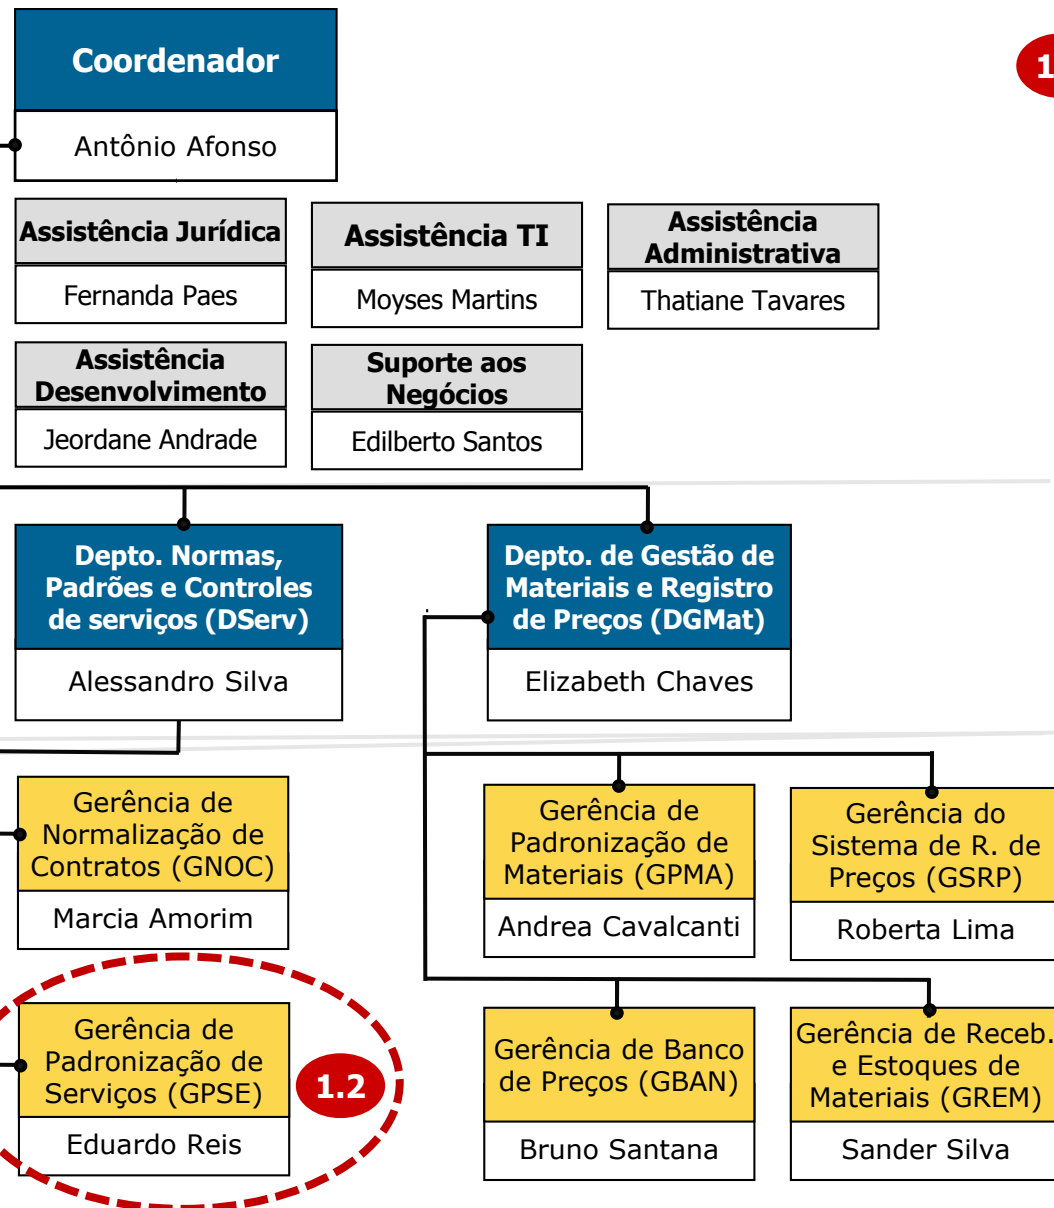 Coordenador
Antônio Afonso
1
Assistência Jurídica
Fernanda Paes
Assistência TI
Moyses Martins
Assistência
Administrativa
Thatiane Tavares
Assistência
Desenvolvimento
Jeordane Andrade
Suporte aos
Negócios
Edilberto Santos
Depto. Normas,
Padrões e Controles
de serviços (DServ)
Alessandro Silva
Depto. de Gestão de
Materiais e Registro
de Preços (DGMat)
Elizabeth Chaves
Gerência de
Normalização de
Contratos (GNOC)
Marcia Amorim
Gerência de
Padronização de
Materiais (GPMA)
Andrea Cavalcanti
Gerência do
Sistema de R. de
Preços (GSRP)
Roberta Lima
Gerência de
Padronização de
Serviços (GPSE)
Eduardo Reis
1.2
Gerência de Banco
de Preços (GBAN)
Bruno Santana
Gerência de Receb.
e Estoques de
Materiais (GREM)
Sander Silva